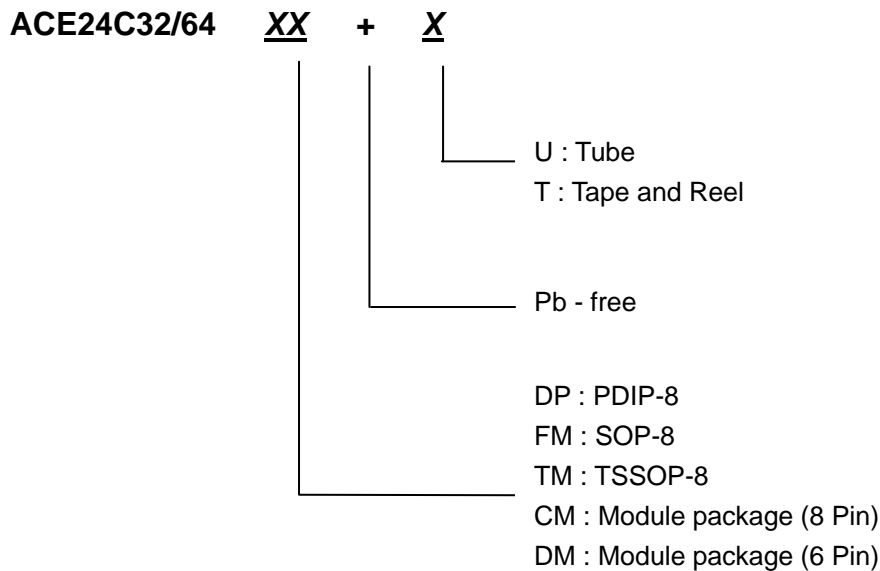 ACE24C32/64 XX + X
U : Tube
T : Tape and Reel
Pb - free
DP : PDIP-8
FM : SOP-8
TM : TSSOP-8
CM : Module package (8 Pin)
DM : Module package (6 Pin)